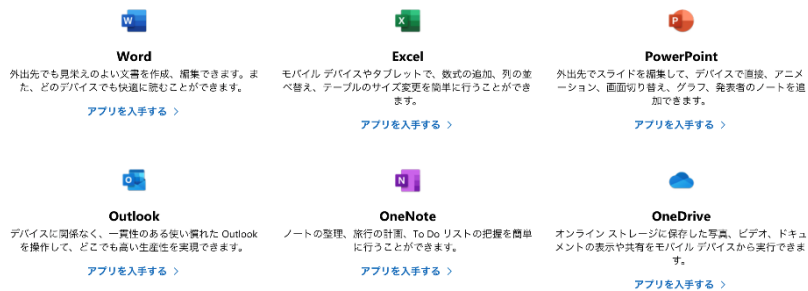 Word
外出先でも見栄えのよい文書を作成、編集できます。ま
た、どのデバイスでも快適に読むことができます。
アプリを入手する
Excel
モバイル デバイスやタブレットで、数式の追加、列の並
べ替え、テーブルのサイズ変更を簡単に行うことができ
ます。
アプリを入手する
PowerPoint
外出先でスライドを編集して、デバイスで直接、アニメ
ーション、画面切り替え、グラフ、発表者のノートを追
加できます。
アプリを入手する
Outlook
デバイスに関係なく、一貫性のある使い慣れた Outlook
を操作して、どこでも高い生産性を実現できます。
アプリを入手する
OneNote
ノートの整理、旅行の計画、To Do リストの把握を簡単
に行うことができます。
アプリを入手する
OneDrive
オンライン ストレージに保存した写真、ビデオ、ドキュ
メントの表示や共有をモバイル デバイスから実行できま
す。
アプリを入手する